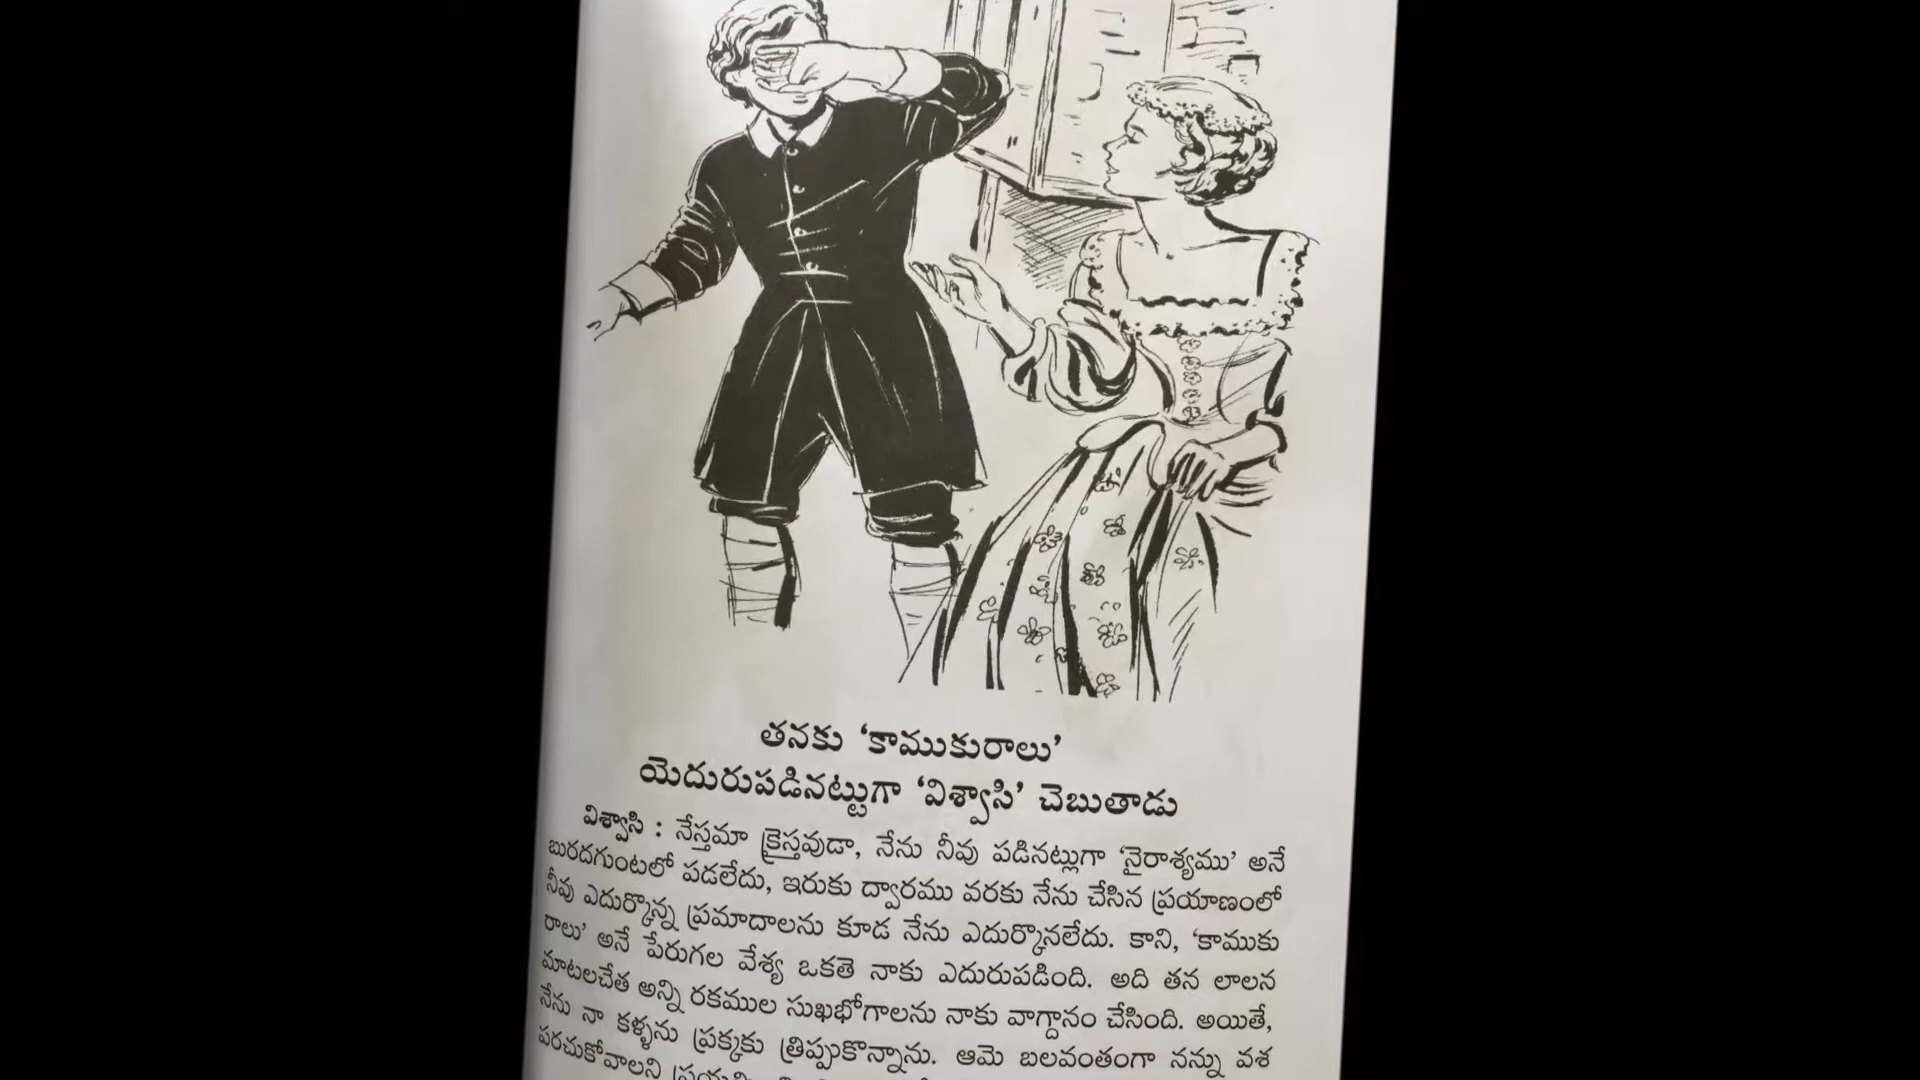 తనకు ‘కాముకురాలు’
యెదురుపడినట్టుగా ‘విశ్వాసి’ చెబుతాడు
విశ్వాసి : నేస్తమా క్రైస్తవుడా, నేను నీవు పడినట్లుగా ‘నైరాశ్యము’ అనే
బురదగుంటలో పడలేదు, ఇరుకు ద్వారము వరకు నేను చేసిన ప్రయాణంలో
నీవు ఎదుర్కొన్న ప్రమాదాలను కూడ నేను ఎదుర్కొనలేదు. కాని, ‘కాముకు
రాలు’ అనే పేరుగల వేశ్య ఒకతె నాకు ఎదురుపడింది. అది తన లాలన
మాటలచేత అన్ని రకముల సుఖభోగాలను నాకు వాగ్దానం చేసింది. అయితే,
నేను నా కళ్ళను ప్రక్కకు త్రిప్పుకొన్నాను. ఆమె బలవంతంగా నన్ను వశ
పరచుకోవాలని